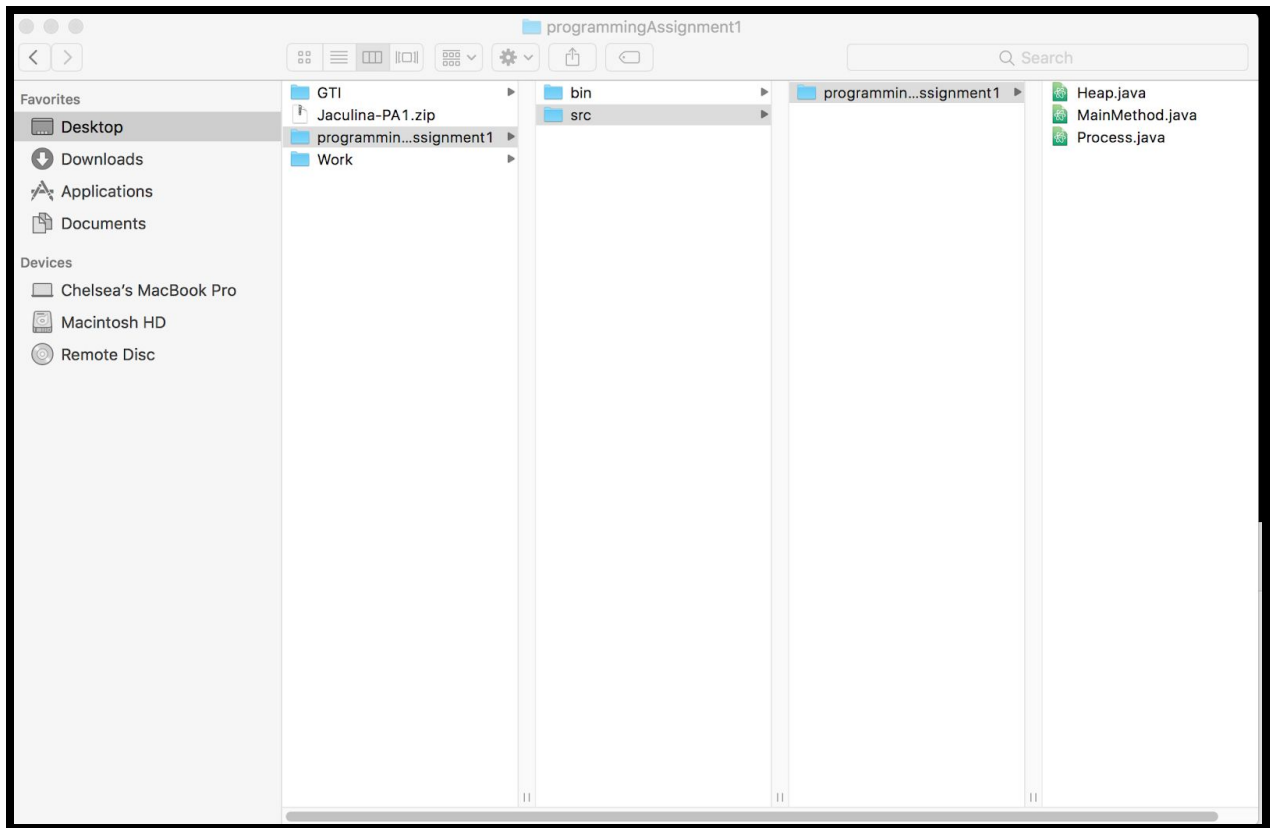 programmingAssignment1
Search
Favorites
Desktop
Downloads
Applications
Documents
Devices
Chelsea's MacBook Pro
Macintosh HD
Remote Disc
GTI
Jaculina-PA1.zip
programmin...ssignment1
Work
bin
src
programmin...ssignment1
Heap.java
MainMethod.java
Process.java